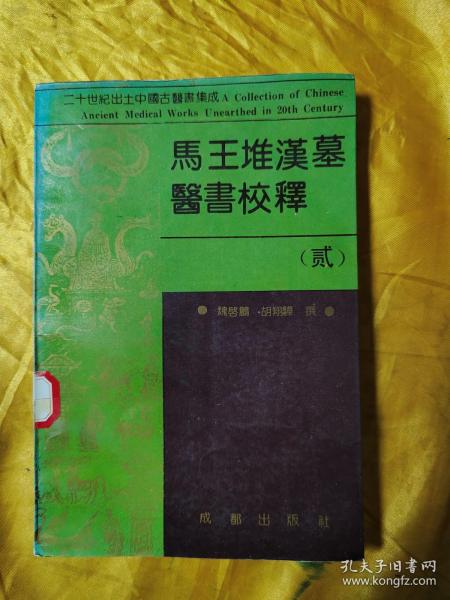 二十世紀出土中國古醫書集成 A Collection of Chinese
Ancient Medical Works Unearthed in 20th Century
馬王堆漢墓
醫書校釋
（贰）
魏啓鵬·胡翔驊 撰
成都出版社
孔夫子旧书网
www.kongfz.com